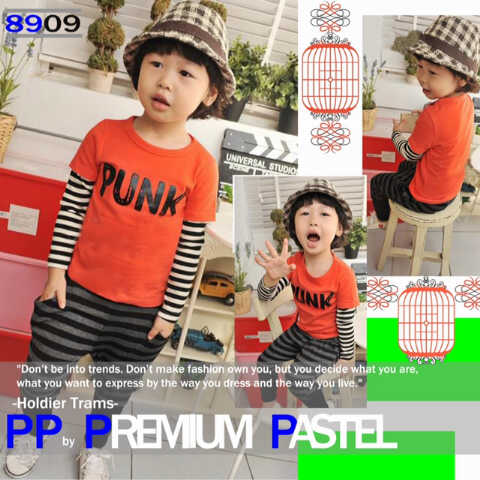 8909
PUNK
UNIVERSAL STUDIOS
PUNK
"Don't be into trends. Don't make fashion own you, but you decide what you are,
what you want to express by the way you dress and the way you live."
-Holdier Trams-
PP by PREMIUM PASTEL